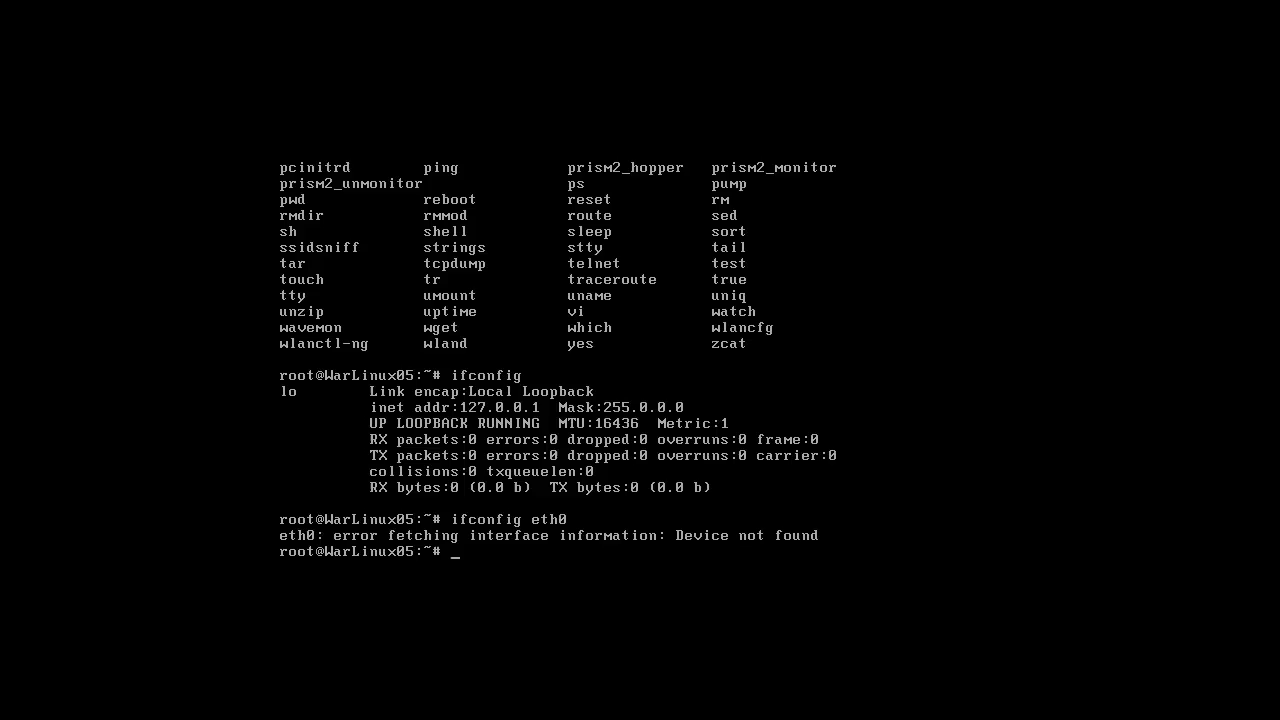 pcinitrd        ping            prism2_hopper   prism2_monitor
prism2_unmonitor                ps              pump
pwd             reboot          reset           rm
rmdir           rmmod           route           sed
sh              shell           sleep           sort
ssidsniff       strings         stty            tail
tar             tcpdump         telnet          test
touch           tr              traceroute      true
tty             umount          uname           uniq
unzip           uptime          vi              watch
wavemon         wget            which           wlancfg
wlanctl-ng      wland           yes             zcat
root@WarLinux05:~# ifconfig
lo        Link encap:Local Loopback
          inet addr:127.0.0.1  Mask:255.0.0.0
          UP LOOPBACK RUNNING  MTU:16436  Metric:1
          RX packets:0 errors:0 dropped:0 overruns:0 frame:0
          TX packets:0 errors:0 dropped:0 overruns:0 carrier:0
          collisions:0 txqueuelen:0
          RX bytes:0 (0.0 b)  TX bytes:0 (0.0 b)
root@WarLinux05:~# ifconfig eth0
eth0: error fetching interface information: Device not found
root@WarLinux05:~# _